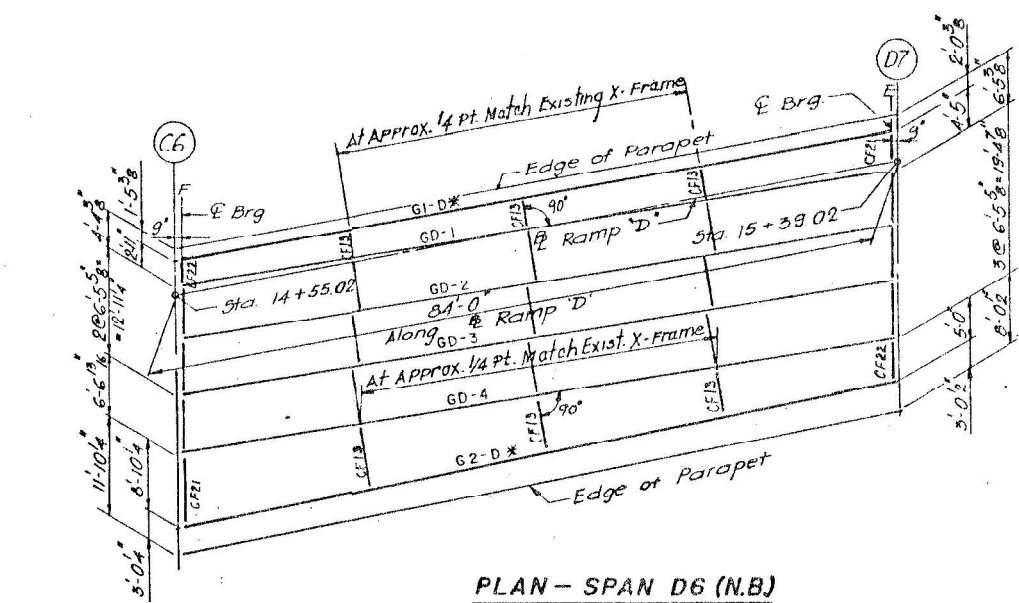 C6
D7
At Approx. 1/4 Pt. Match Existing X-Frame
℄ Brg.
E
9"
CF21
Edge of Parapet
F
℄ Brg
9"
G1-D*
CF13
CF13
CF13
90°
GD-1
℄ Ramp "D"
Sta. 15 + 39.02
CF22
Sta. 14+55.02
GD-2
84'-0"
Along ℄ Ramp 'D'
GD-3
At Approx. 1/4 Pt. Match Exist. X-Frame
GD-4
CF22
CF13
CF13
CF13
90°
G2-D *
CF21
Edge of Parapet
1'-5 3/8"
4'-4 3/8"
2'-11"
2@6'-5 5/8"
=12'-11 1/4"
6'-6 13/16"
11'-10 1/4"
8'-10 1/4"
3'-0 1/4"
2'-0 3/8"
4'-5"
6'-5 3/8"
3@ 6'-5 5/8"=19'-4 7/8"
5'-0"
3'-0 1/2"
PLAN — SPAN D6 (N.B.)